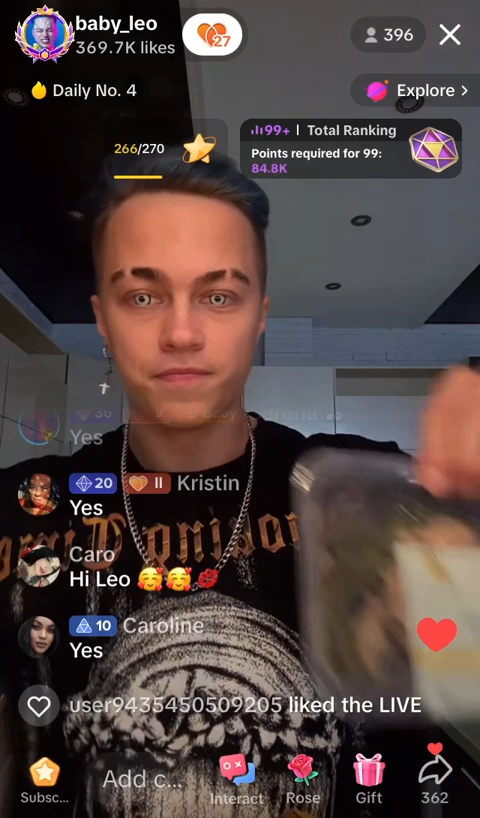 baby_leo
369.7K likes
27
396
Daily No. 4
Explore >
266/270
99+ | Total Ranking
Points required for 99:
84.8K
36
Yes
20 II Kristin
Yes
Caro
Hi Leo 🥰🥰💋
10 Caroline
Yes
user9435450509205 liked the LIVE
Subsc...
Add c...
Interact
Rose
Gift
362